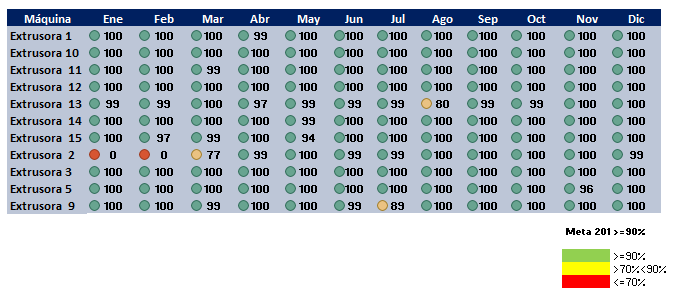 Máquina Ene Feb Mar Abr May Jun Jul Ago Sep Oct Nov Dic
Extrusora 1 100 100 100 99 100 100 100 100 100 100 100 100
Extrusora 10 100 100 100 100 100 100 100 100 100 100 100 100
Extrusora 11 100 100 99 100 100 100 100 100 100 100 100 100
Extrusora 12 100 100 100 100 100 100 100 100 100 100 100 100
Extrusora 13 99 99 100 97 99 99 99 80 99 99 100 100
Extrusora 14 100 100 100 100 99 100 100 100 100 100 100 100
Extrusora 15 100 97 99 100 94 100 100 100 100 100 100 100
Extrusora 2 0 0 77 99 100 99 99 100 100 100 100 99
Extrusora 3 100 100 100 100 100 100 100 100 100 100 100 100
Extrusora 5 100 100 100 100 100 100 100 100 100 100 96 100
Extrusora 9 100 100 99 100 100 99 89 100 100 100 100 100
Meta 201>=90%
>=90%
>70%<90%
<=70%